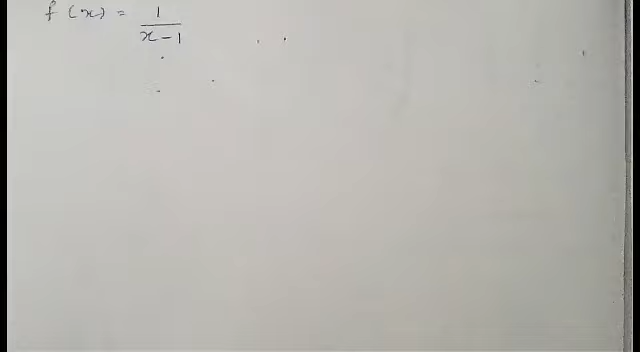 f(x) = 1/(x-1)